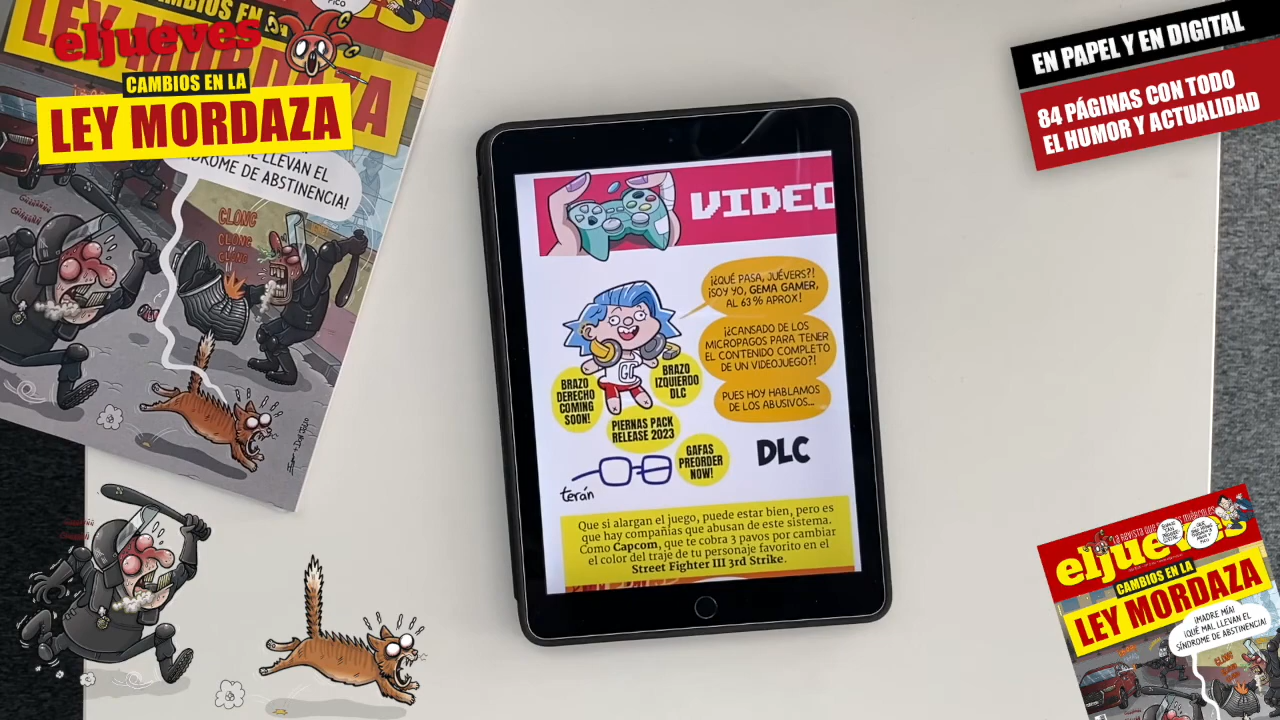 eljueves
CAMBIOS EN LA
LEY MORDAZA
LLEVAN EL
DE ABSTINENCIA!
CLONC
CLONC
CLONC
EN PAPEL Y EN DIGITAL
84 PÁGINAS CON TODO
EL HUMOR Y ACTUALIDAD
VIDEO
¡¿QUÉ PASA, JUÉVERS?!
¡SOY YO, GEMA GAMER,
AL 63% APROX!
¡¿CANSADO DE LOS
MICROPAGOS PARA TENER
EL CONTENIDO COMPLETO
DE UN VIDEOJUEGO?!
PUES HOY HABLAMOS
DE LOS ABUSIVOS...
DLC
BRAZO
DERECHO
COMING
SOON!
BRAZO
IZQUIERDO
DLC
PIERNAS PACK
RELEASE 2023
GAFAS
PREORDER
NOW!
terán
Que si alargan el juego, puede estar bien, pero es
que hay compañías que abusan de este sistema.
Como Capcom, que te cobra 3 pavos por cambiar
el color del traje de tu personaje favorito en el
Street Fighter III 3rd Strike.
eljueves
CAMBIOS EN LA
LEY MORDAZA
¡MADRE MÍA!
¡QUÉ MAL LLEVAN EL
SÍNDROME DE ABSTINENCIA!